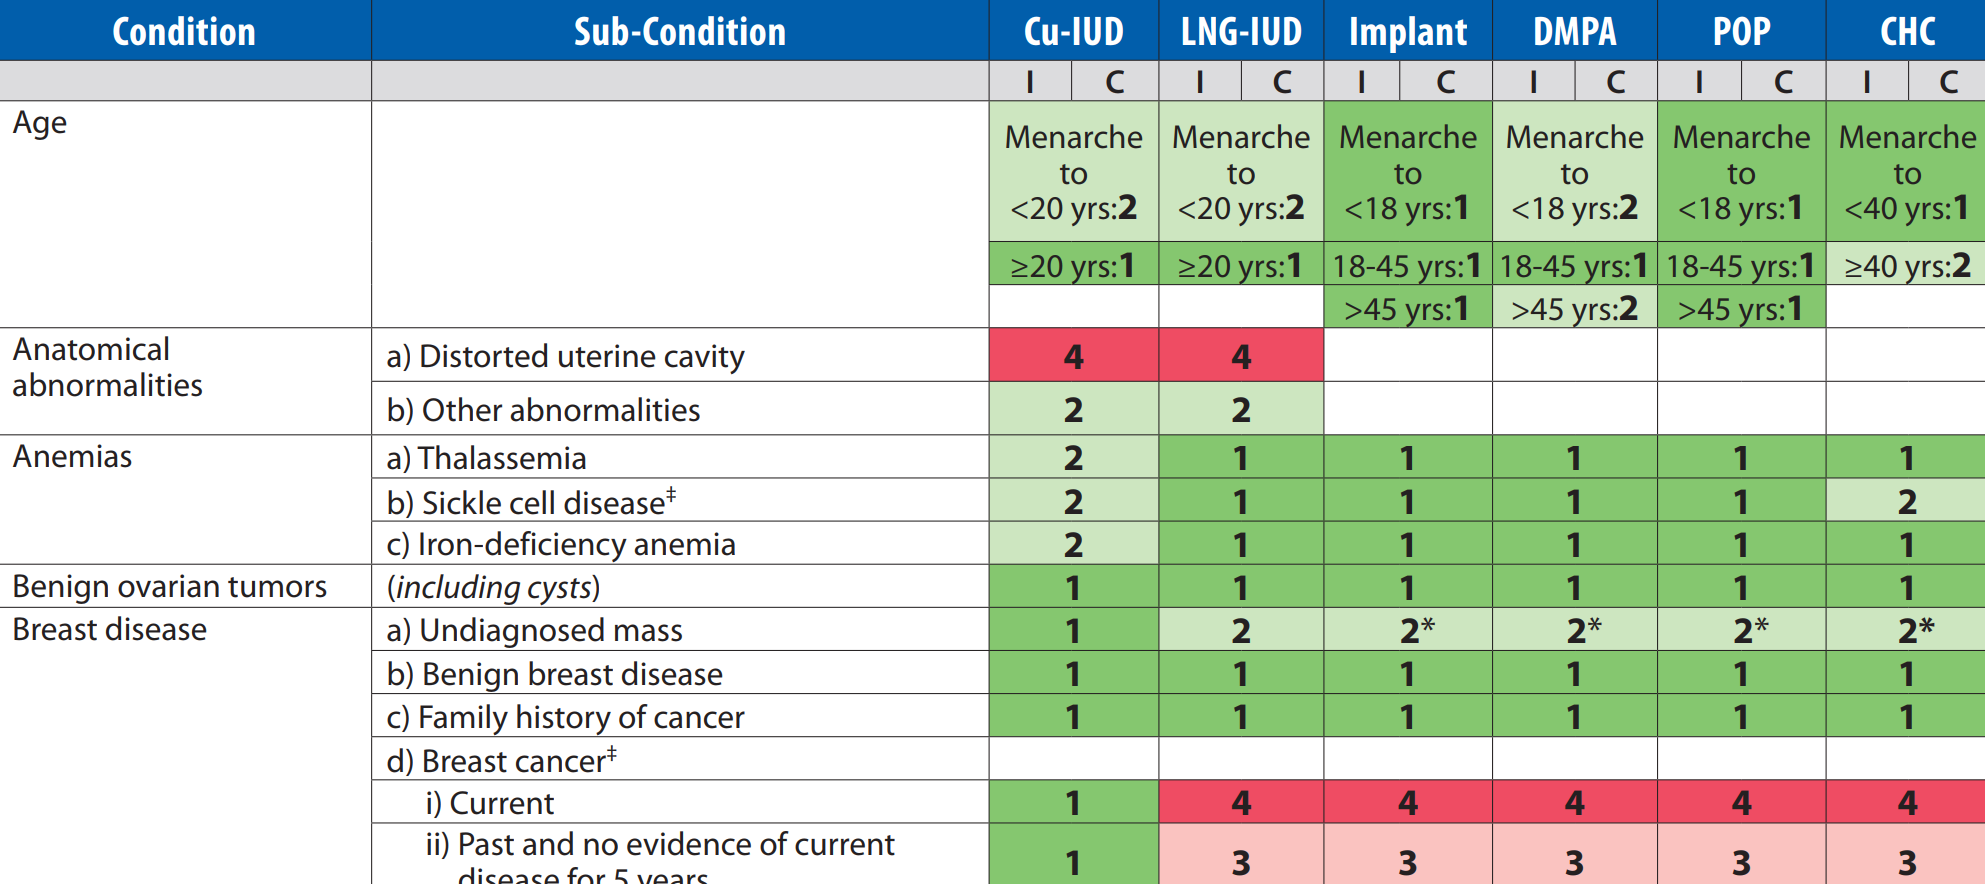 Condition Sub-Condition Cu-IUD LNG-IUD Implant DMPA POP CHC
I C I C I C I C I C I C
Age
Menarche Menarche Menarche Menarche Menarche Menarche
to to to to to to
<20 yrs:2 <20 yrs:2 <18 yrs:1 <18 yrs:2 <18 yrs:1 <40 yrs:1
≥20 yrs:1 ≥20 yrs:1 18-45 yrs:1 18-45 yrs:1 18-45 yrs:1 ≥40 yrs:2
>45 yrs:1 >45 yrs:2 >45 yrs:1
Anatomical
abnormalities
a) Distorted uterine cavity 4 4
b) Other abnormalities 2 2
Anemias a) Thalassemia 2 1 1 1 1 1
b) Sickle cell disease‡ 2 1 1 1 1 2
c) Iron-deficiency anemia 2 1 1 1 1 1
Benign ovarian tumors (including cysts) 1 1 1 1 1 1
Breast disease a) Undiagnosed mass 1 2 2* 2* 2* 2*
b) Benign breast disease 1 1 1 1 1 1
c) Family history of cancer 1 1 1 1 1 1
d) Breast cancer‡
i) Current 1 4 4 4 4 4
ii) Past and no evidence of current 1 3 3 3 3 3
disease for 5 years